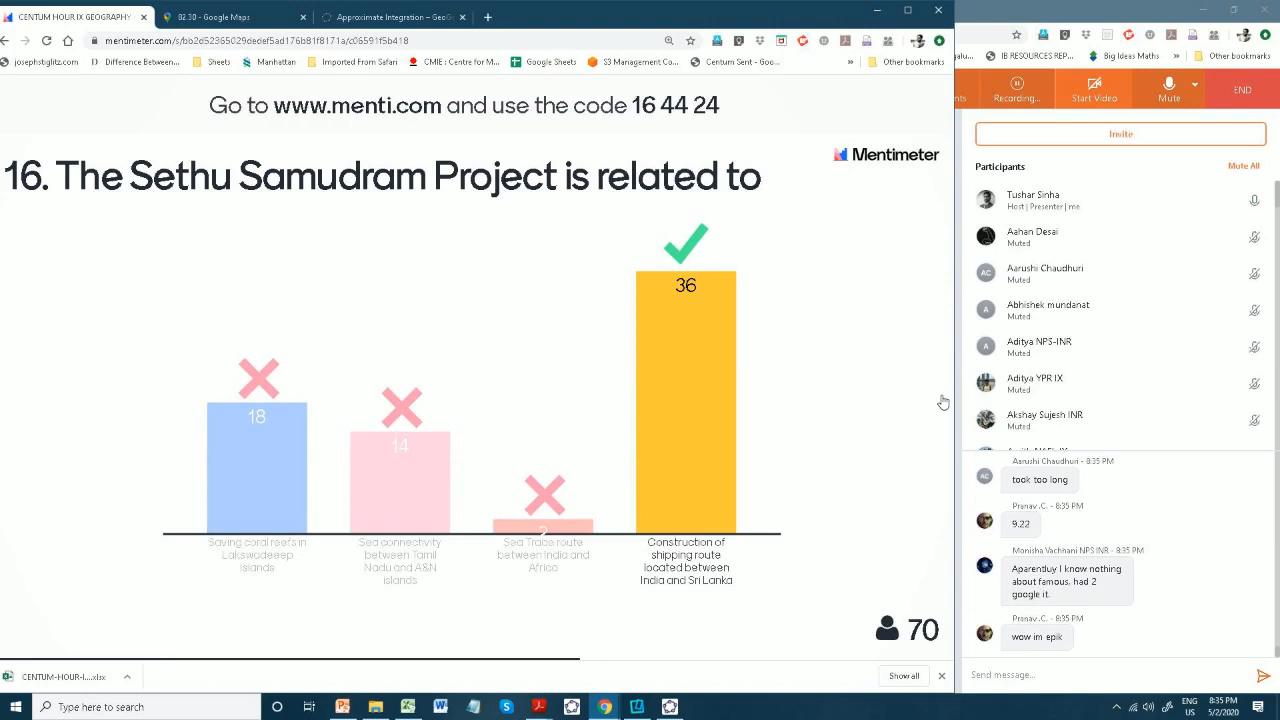 CENTUM HOUR IX GEOGRAPHY
82.30 - Google Maps
Approximate Integration – GeoG
mentimeter.com/s/bb2d52365029dedef5ad176b81f8171a/c06591f5b418
josephstiglitz.com
Difference Between...
Sheets
Manhattan
Imported From Safari
CMIE : Centre for M...
Google Sheets
S3 Management Co...
Centum Sent - Goo...
Other bookmarks
IB RESOURCES REP...
Big Ideas Maths
Other bookmarks
Go to www.menti.com and use the code 16 44 24
16. The Sethu Samudram Project is related to
Mentimeter
18
14
2
36
Saving coral reefs in
Lakswadeeep
islands
Sea connectivity
between Tamil
Nadu and A&N
islands
Sea Trade route
between India and
Africa
Construction of
shipping route
located between
India and Sri Lanka
70
CENTUM-HOUR-I....xlsx
Show all
Recording...
Start Video
Mute
END
Invite
Participants
Mute All
Tushar Sinha
Host | Presenter | me
Aahan Desai
Muted
AC
Aarushi Chaudhuri
Muted
A
Abhishek mundanat
Muted
A
Aditya NPS-INR
Muted
Aditya YPR IX
Muted
Akshay Sujesh INR
Muted
Aarushi Chaudhuri - 8:35 PM
AC
took too long
Pranav .C. - 8:35 PM
9.22
Monisha Vachhani NPS INR - 8:35 PM
Aparentluy I know nothing
about famous, had 2
google it.
Pranav .C. - 8:35 PM
wow im epik
Send message...
Type here to search
ENG
US
8:35 PM
5/2/2020